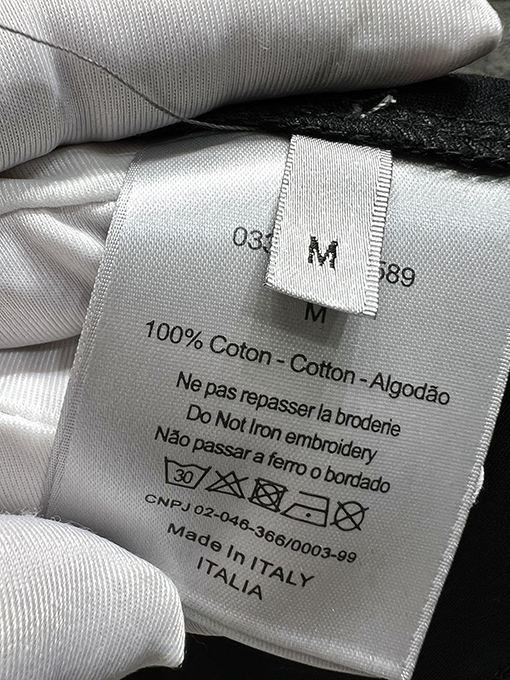 M
033 589
M
100% Coton - Cotton - Algodão
Ne pas repasser la broderie
Do Not Iron embroidery
Não passar a ferro o bordado
30
CNPJ 02-046-366/0003-99
Made In ITALY
ITALIA